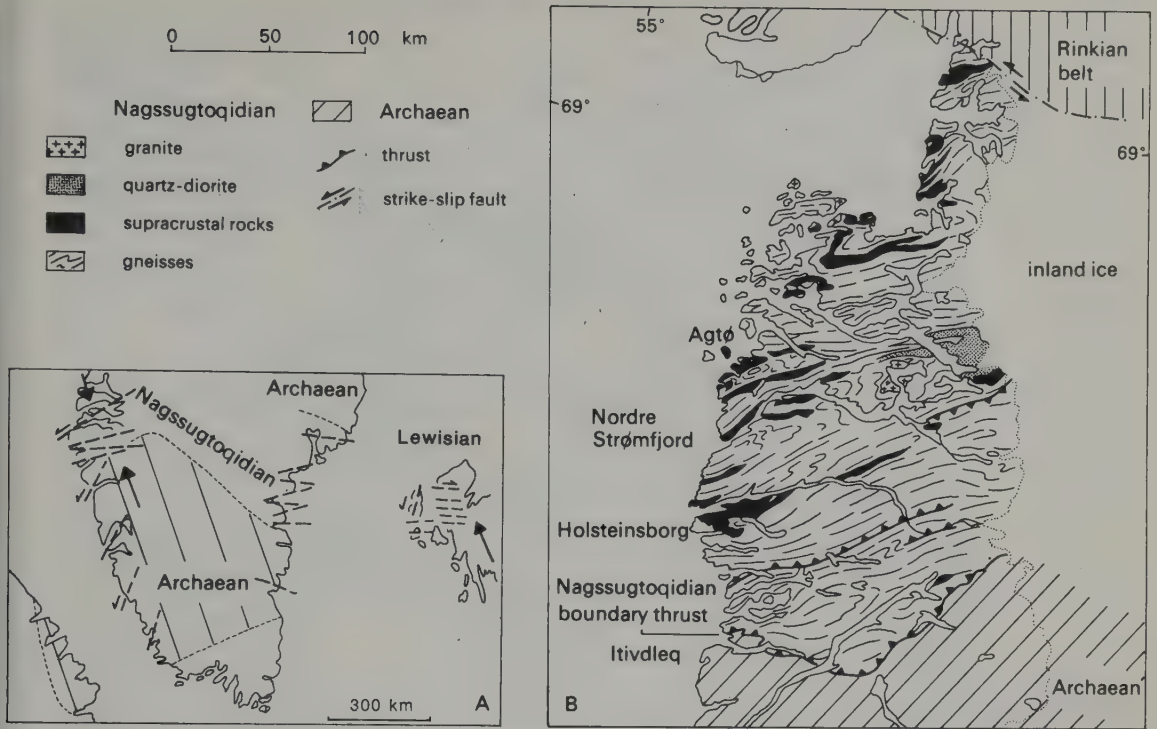 0 50 100 km
Nagssugtoqidian
granite
quartz-diorite
supracrustal rocks
gneisses
Archaean
thrust
strike-slip fault
Archaean
Nagssugtoqidian
Lewisian
Archaean
300 km
A
55°
Rinkian
belt
69°
69°
inland ice
Agtø
Nordre
Strømfjord
Holsteinsborg
Nagssugtoqidian
boundary thrust
Itivdleq
Archaean
B